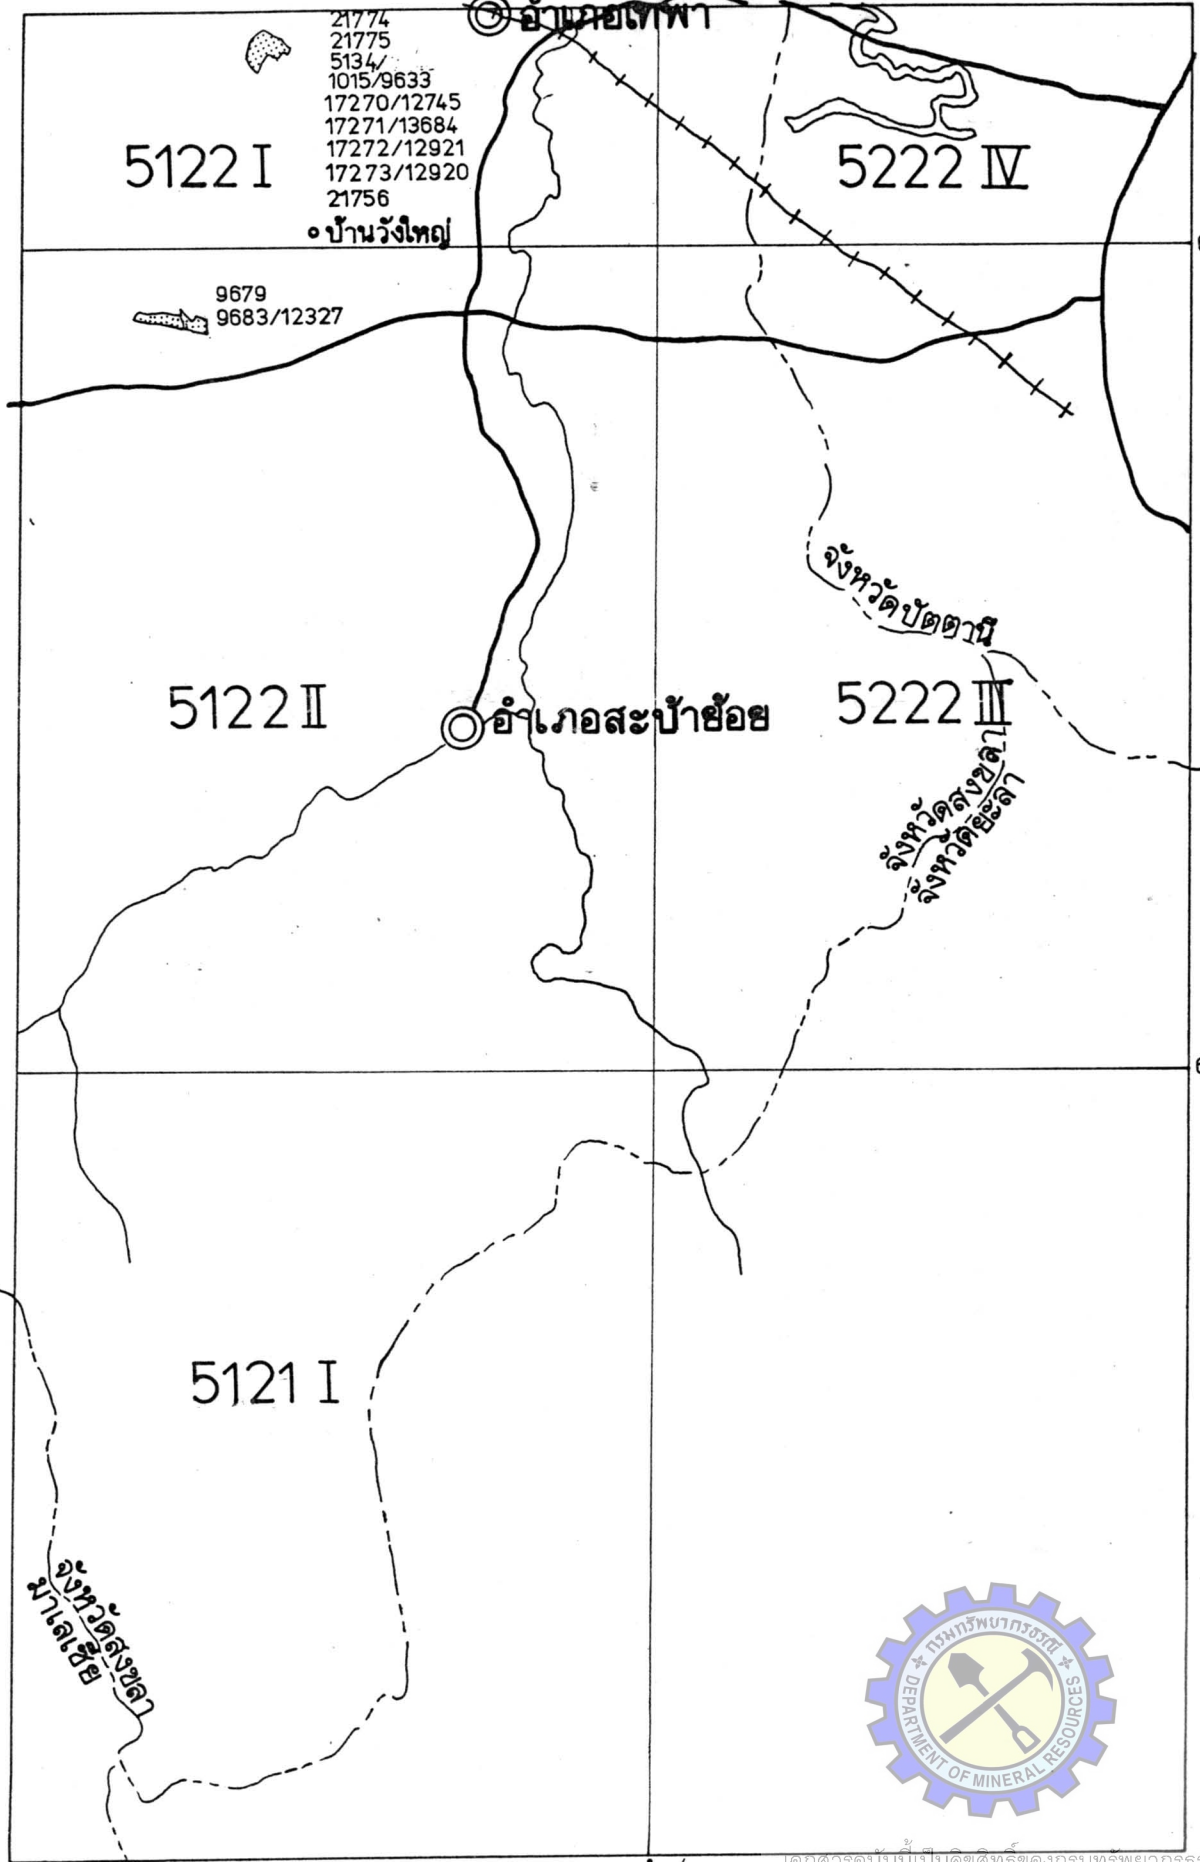 อำเภอเทพา
21774
21775
5134/
1015/9633
17270/12745
17271/13684
17272/12921
17273/12920
21756
5122 I
5222 IV
บ้านวังใหญ่
9679
9683/12327
จังหวัดปัตตานี
5122 II
อำเภอสะบ้าย้อย
5222 III
จังหวัดสงขลา
จังหวัดยะลา
5121 I
จังหวัดสงขลา
มาเลเซีย
กรมทรัพยากรธรณี
DEPARTMENT OF MINERAL RESOURCES